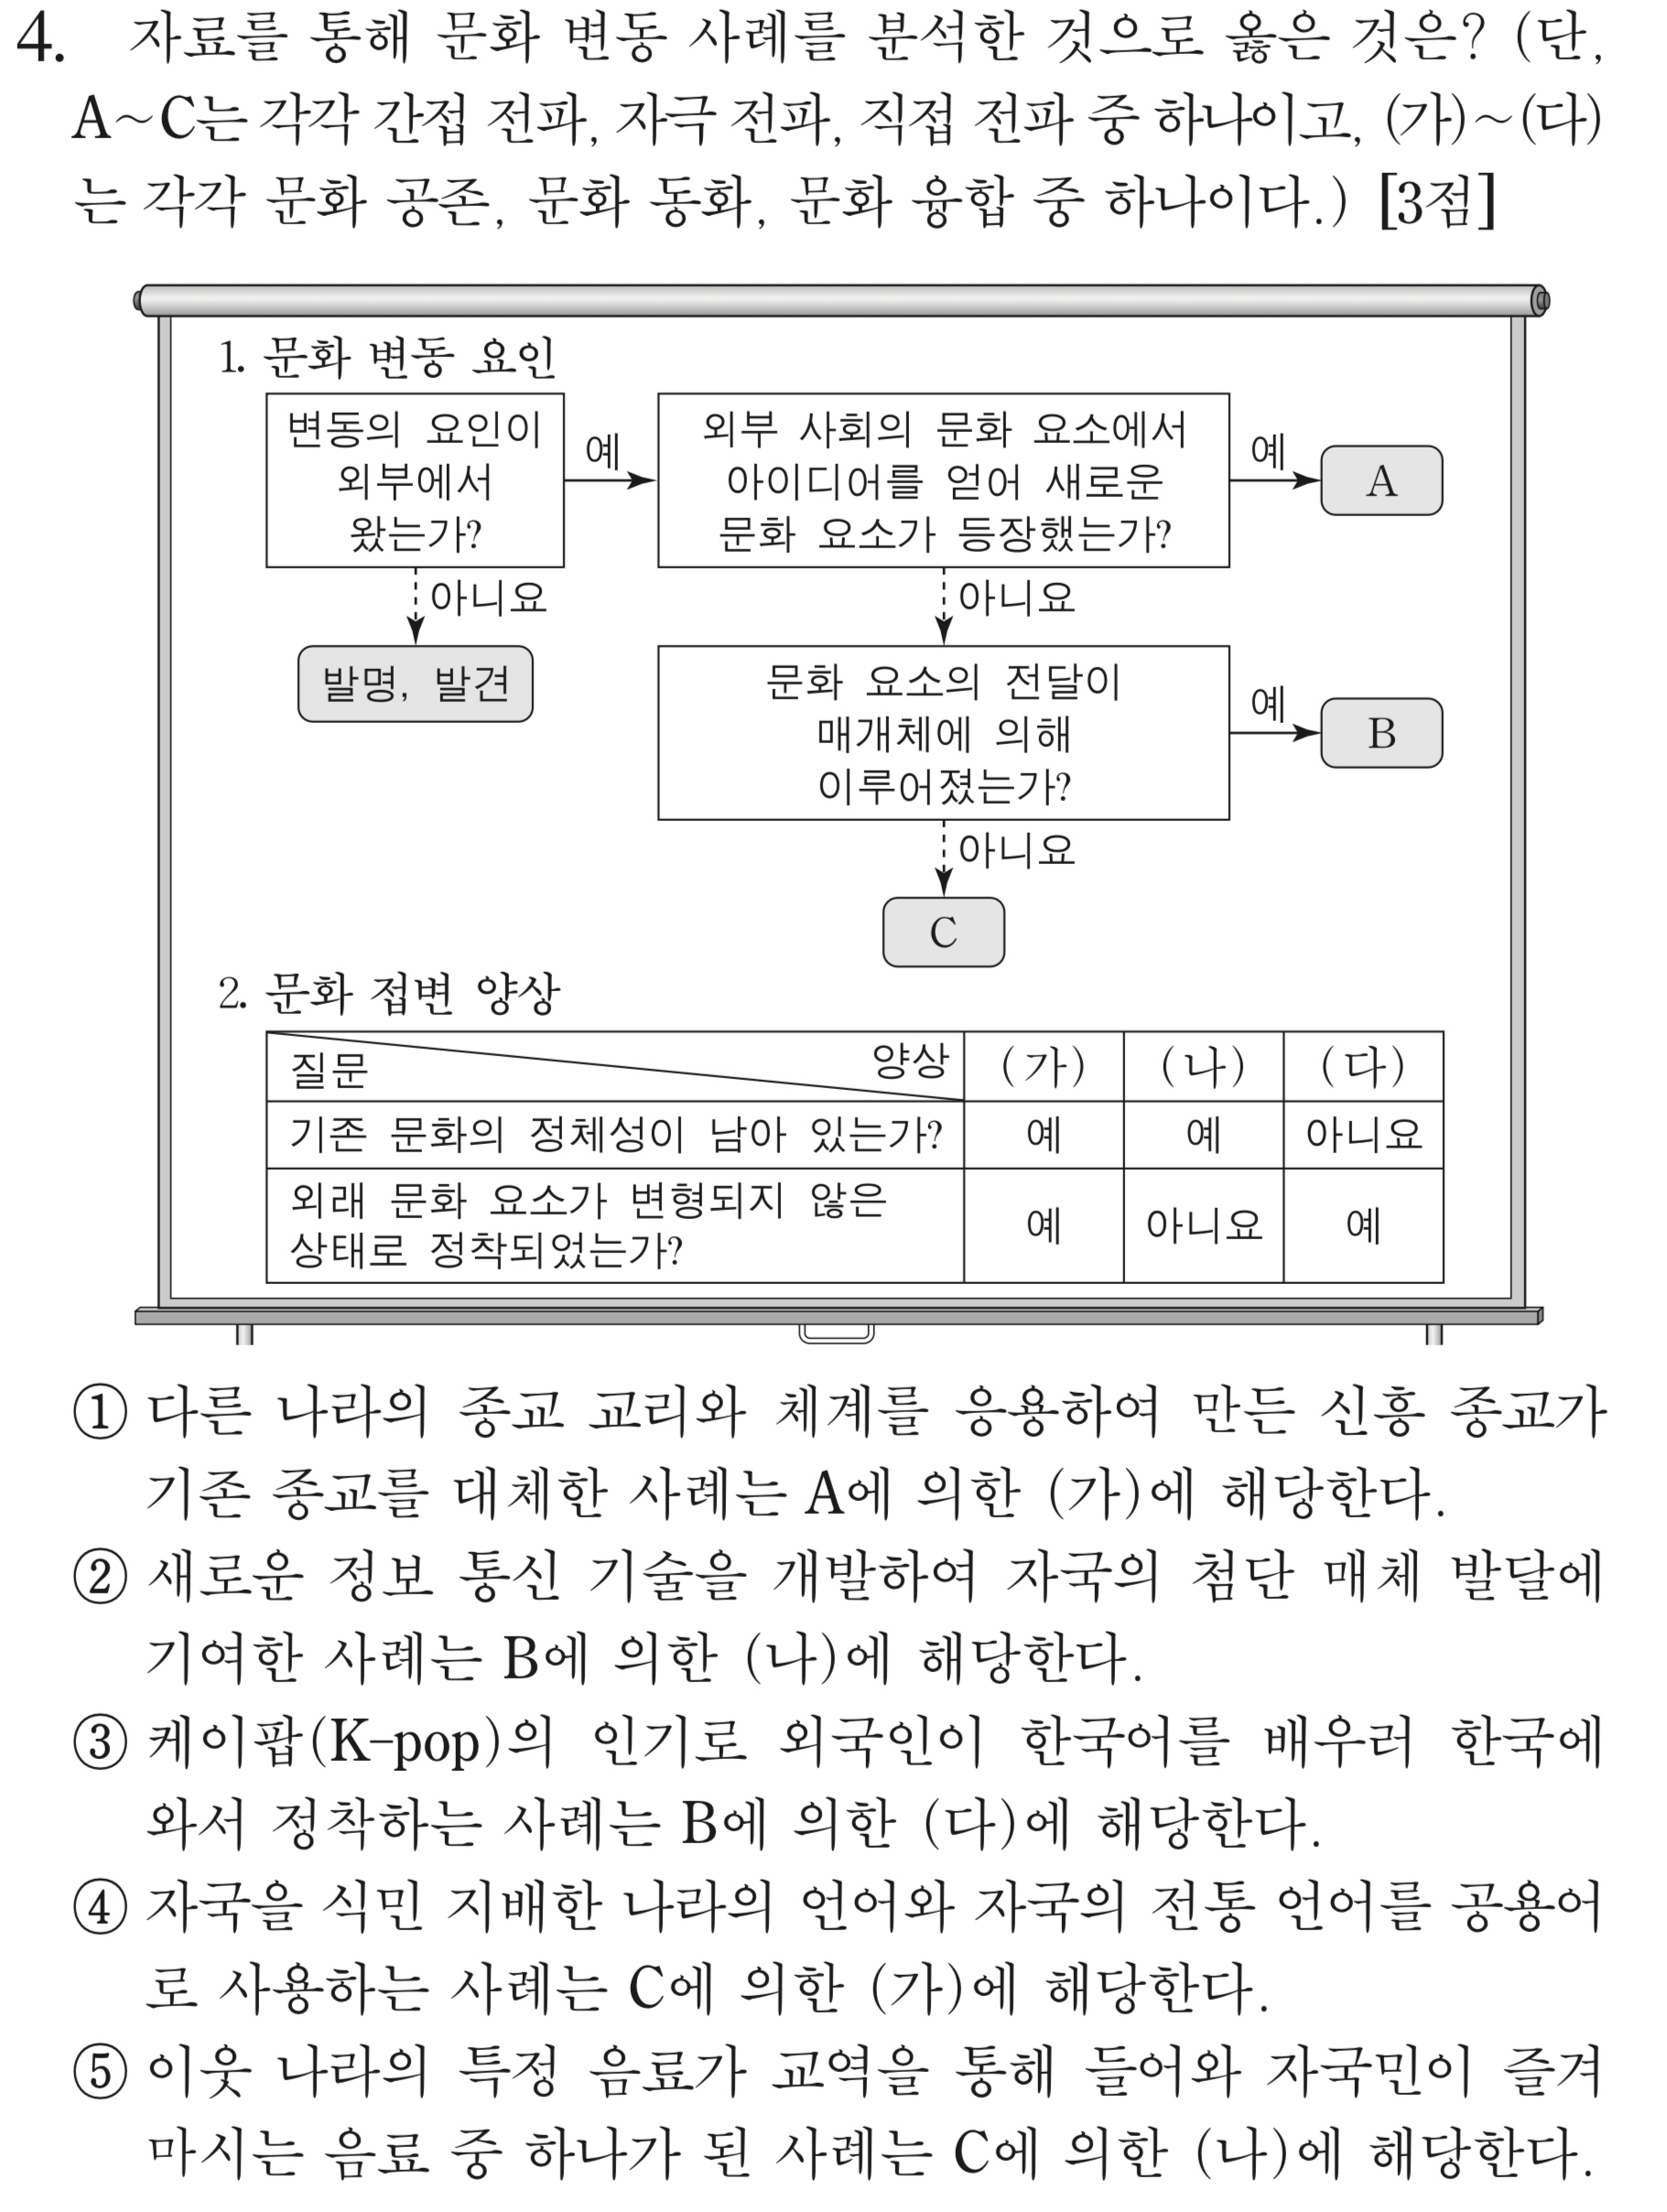 4. 자료를 통해 문화 변동 사례를 분석한 것으로 옳은 것은? (단,
A~C는 각각 간접 전파, 자극 전파, 직접 전파 중 하나이고, (가)~(다)
는 각각 문화 공존, 문화 동화, 문화 융합 중 하나이다.) [3점]
1. 문화 변동 요인
변동의 요인이
외부에서
왔는가?
예
외부 사회의 문화 요소에서
아이디어를 얻어 새로운
문화 요소가 등장했는가?
예
A
아니요
아니요
발명, 발견
문화 요소의 전달이
매개체에 의해
이루어졌는가?
예
B
아니요
C
2. 문화 접변 양상
질문 양상 (가) (나) (다)
기존 문화의 정체성이 남아 있는가? 예 예 아니요
외래 문화 요소가 변형되지 않은
상태로 정착되었는가? 예 아니요 예
① 다른 나라의 종교 교리와 체계를 응용하여 만든 신흥 종교가
기존 종교를 대체한 사례는 A에 의한 (가)에 해당한다.
② 새로운 정보 통신 기술을 개발하여 자국의 첨단 매체 발달에
기여한 사례는 B에 의한 (나)에 해당한다.
③ 케이팝(K-pop)의 인기로 외국인이 한국어를 배우러 한국에
와서 정착하는 사례는 B에 의한 (다)에 해당한다.
④ 자국을 식민 지배한 나라의 언어와 자국의 전통 언어를 공용어
로 사용하는 사례는 C에 의한 (가)에 해당한다.
⑤ 이웃 나라의 특정 음료가 교역을 통해 들어와 자국민이 즐겨
마시는 음료 중 하나가 된 사례는 C에 의한 (나)에 해당한다.